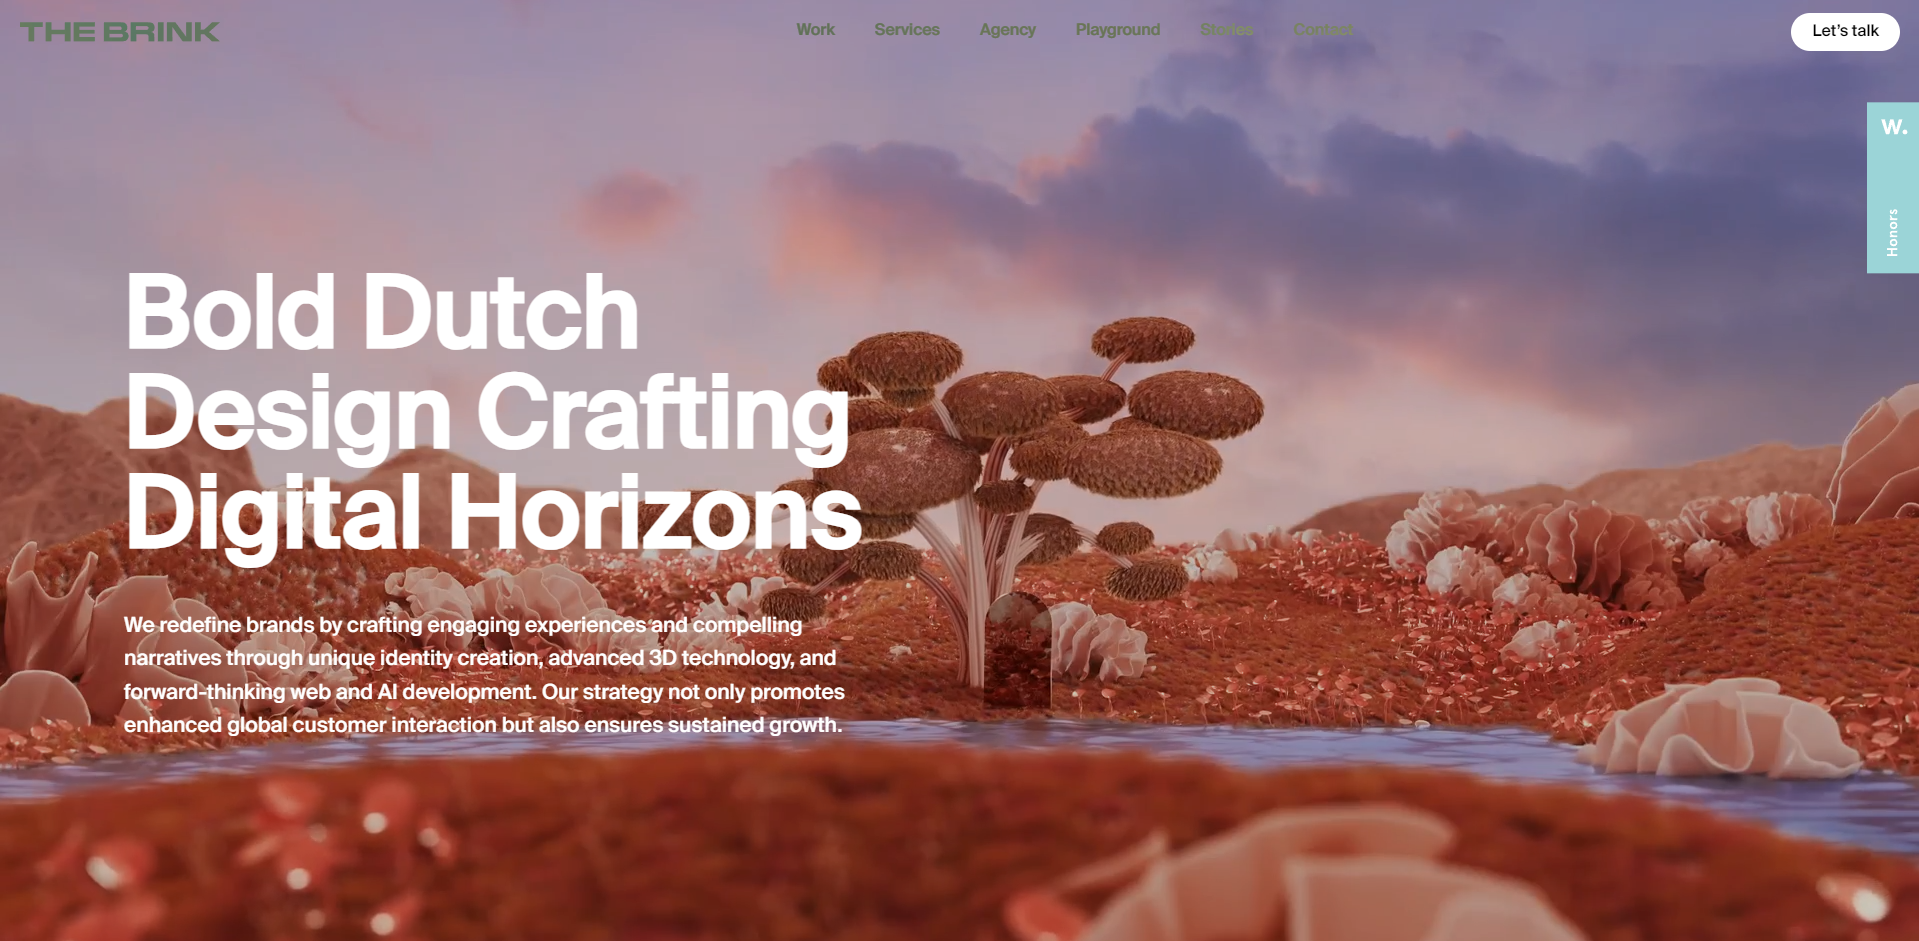 THE BRINK
Work Services Agency Playground Stories Contact
Let's talk
W.
Honors
Bold Dutch
Design Crafting
Digital Horizons
We redefine brands by crafting engaging experiences and compelling
narratives through unique identity creation, advanced 3D technology, and
forward-thinking web and AI development. Our strategy not only promotes
enhanced global customer interaction but also ensures sustained growth.